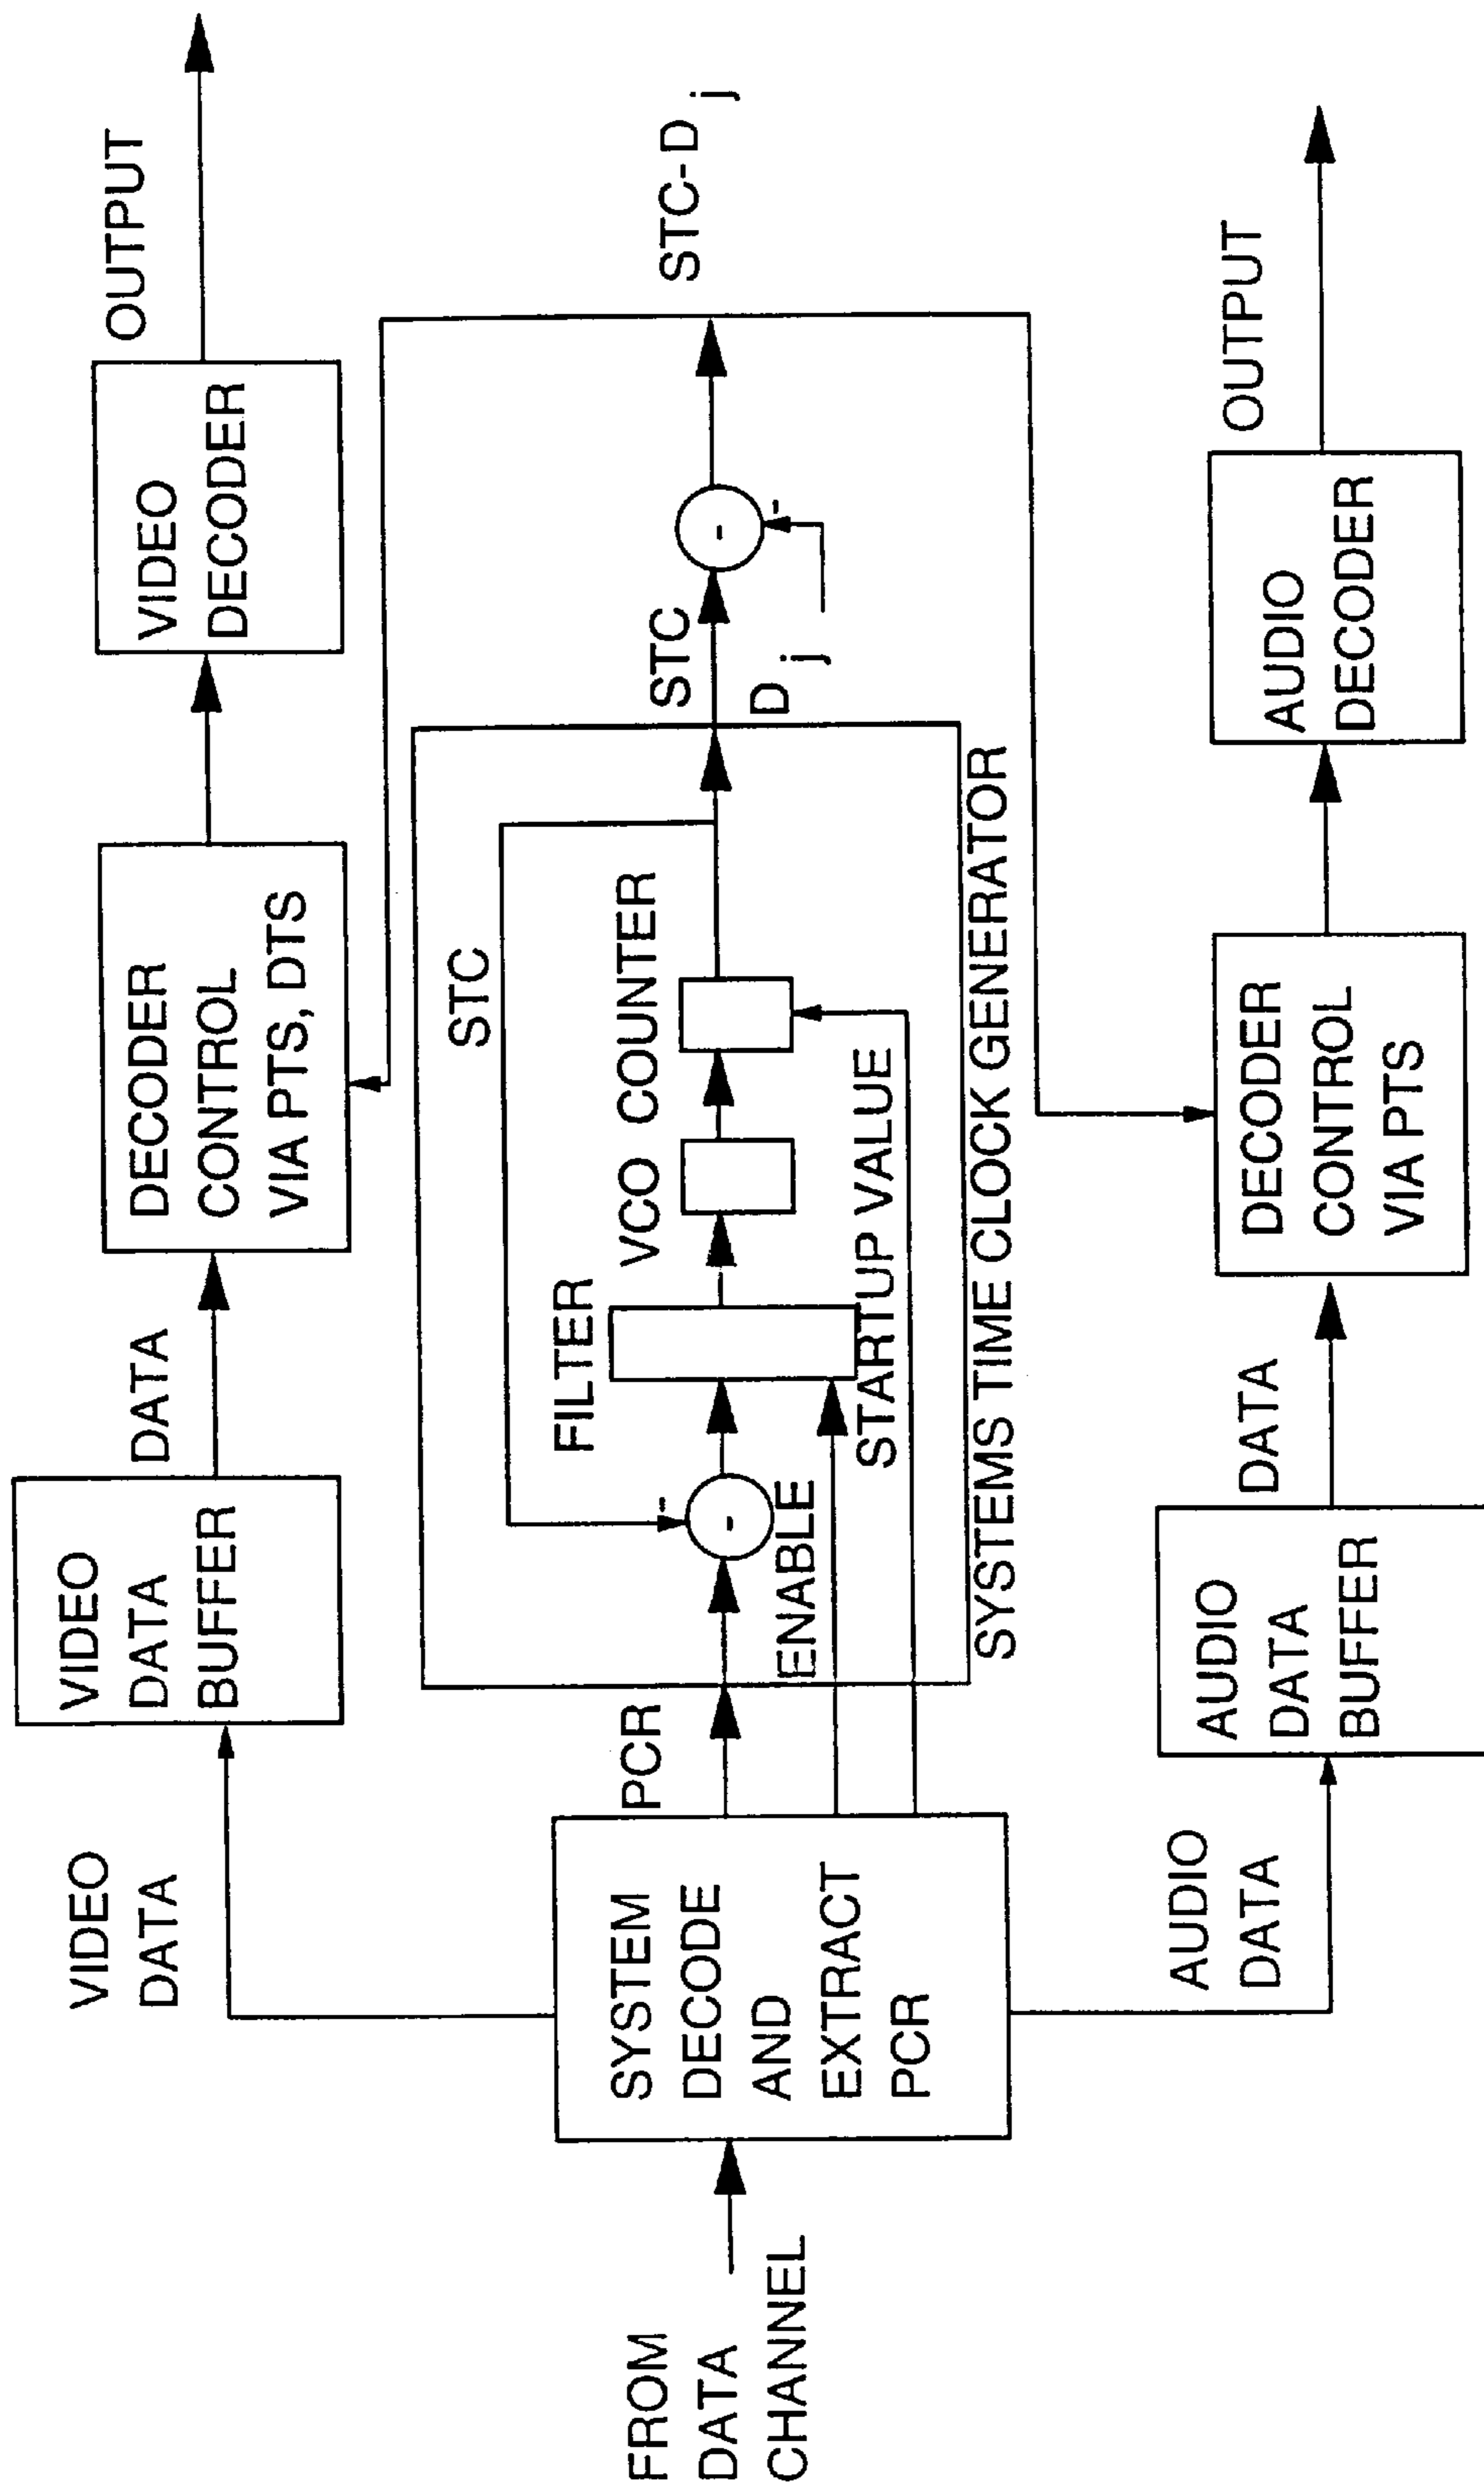 VIDEO
DATA
VIDEO
DATA
BUFFER
DATA
DECODER
CONTROL
VIA PTS, DTS
VIDEO
DECODER
OUTPUT
FROM
DATA
CHANNEL
SYSTEM
DECODE
AND
EXTRACT
PCR
PCR
STC
FILTER
VCO COUNTER
ENABLE
STARTUP VALUE
SYSTEMS TIME CLOCK GENERATOR
STC
D j
-
-
-
-
STC-D j
AUDIO
DATA
AUDIO
DATA
BUFFER
DATA
DECODER
CONTROL
VIA PTS
AUDIO
DECODER
OUTPUT